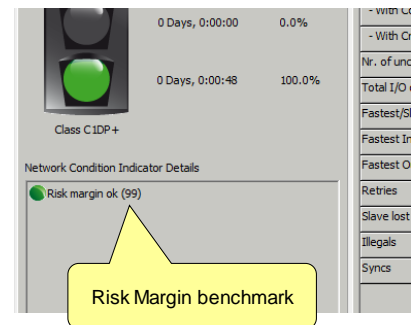 - With Co
0 Days, 0:00:00 0.0%
- With Cr
Nr. of unc
0 Days, 0:00:48 100.0%
Total I/O
Fastest/Sl
Class C1DP+
Fastest In
Network Condition Indicator Details
Fastest O
Risk margin ok (99)
Retries
Slave lost
Illegals
Syncs
Risk Margin benchmark